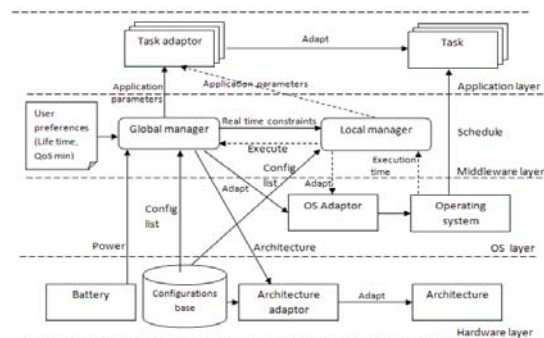 Task adaptor
Adapt
Task
Application
parameters
Application parameters
Application layer
User
preferences
(Life time,
QoS min)
Global manager
Real time constraints
Local manager
Schedule
Execute
Execution
time
Middleware layer
Config
list
Adapt
Adapt
Config
list
OS Adaptor
Operating
system
Power
Architecture
OS layer
Battery
Configurations
base
Architecture
adaptor
Adapt
Architecture
Hardware layer